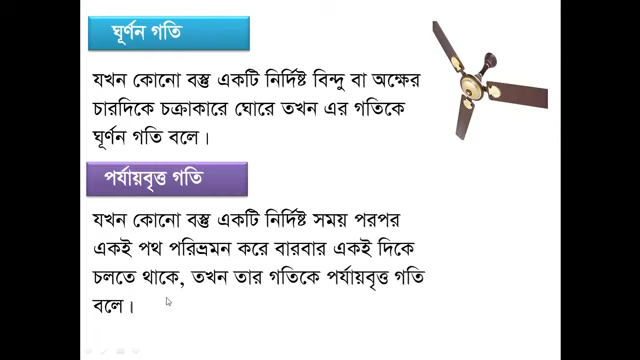 ঘূর্ণন গতি
যখন কোনো বস্তু একটি নির্দিষ্ট বিন্দু বা অক্ষের
চারদিকে চক্রাকারে ঘোরে তখন এর গতিকে
ঘূর্ণন গতি বলে।
পর্যায়বৃত্ত গতি
যখন কোনো বস্তু একটি নির্দিষ্ট সময় পরপর
একই পথ পরিভ্রমন করে বারবার একই দিকে
চলতে থাকে, তখন তার গতিকে পর্যায়বৃত্ত গতি
বলে।